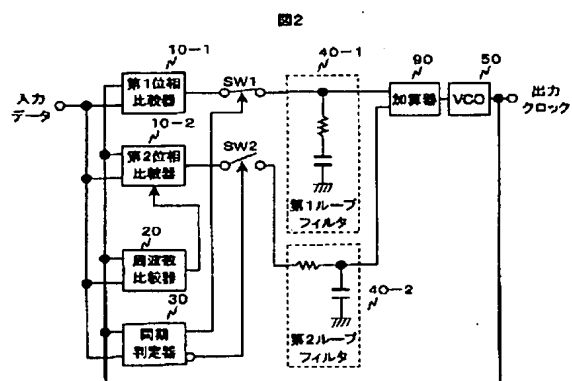 図2
10-1
第1位相
比較器
SW1
40-1
90
50
入力
データ
10-2
第2位相
比較器
SW2
加算器
VCO
出力
クロック
第1ループ
フィルタ
20
周波数
比較器
30
同期
判定器
40-2
第2ループ
フィルタ